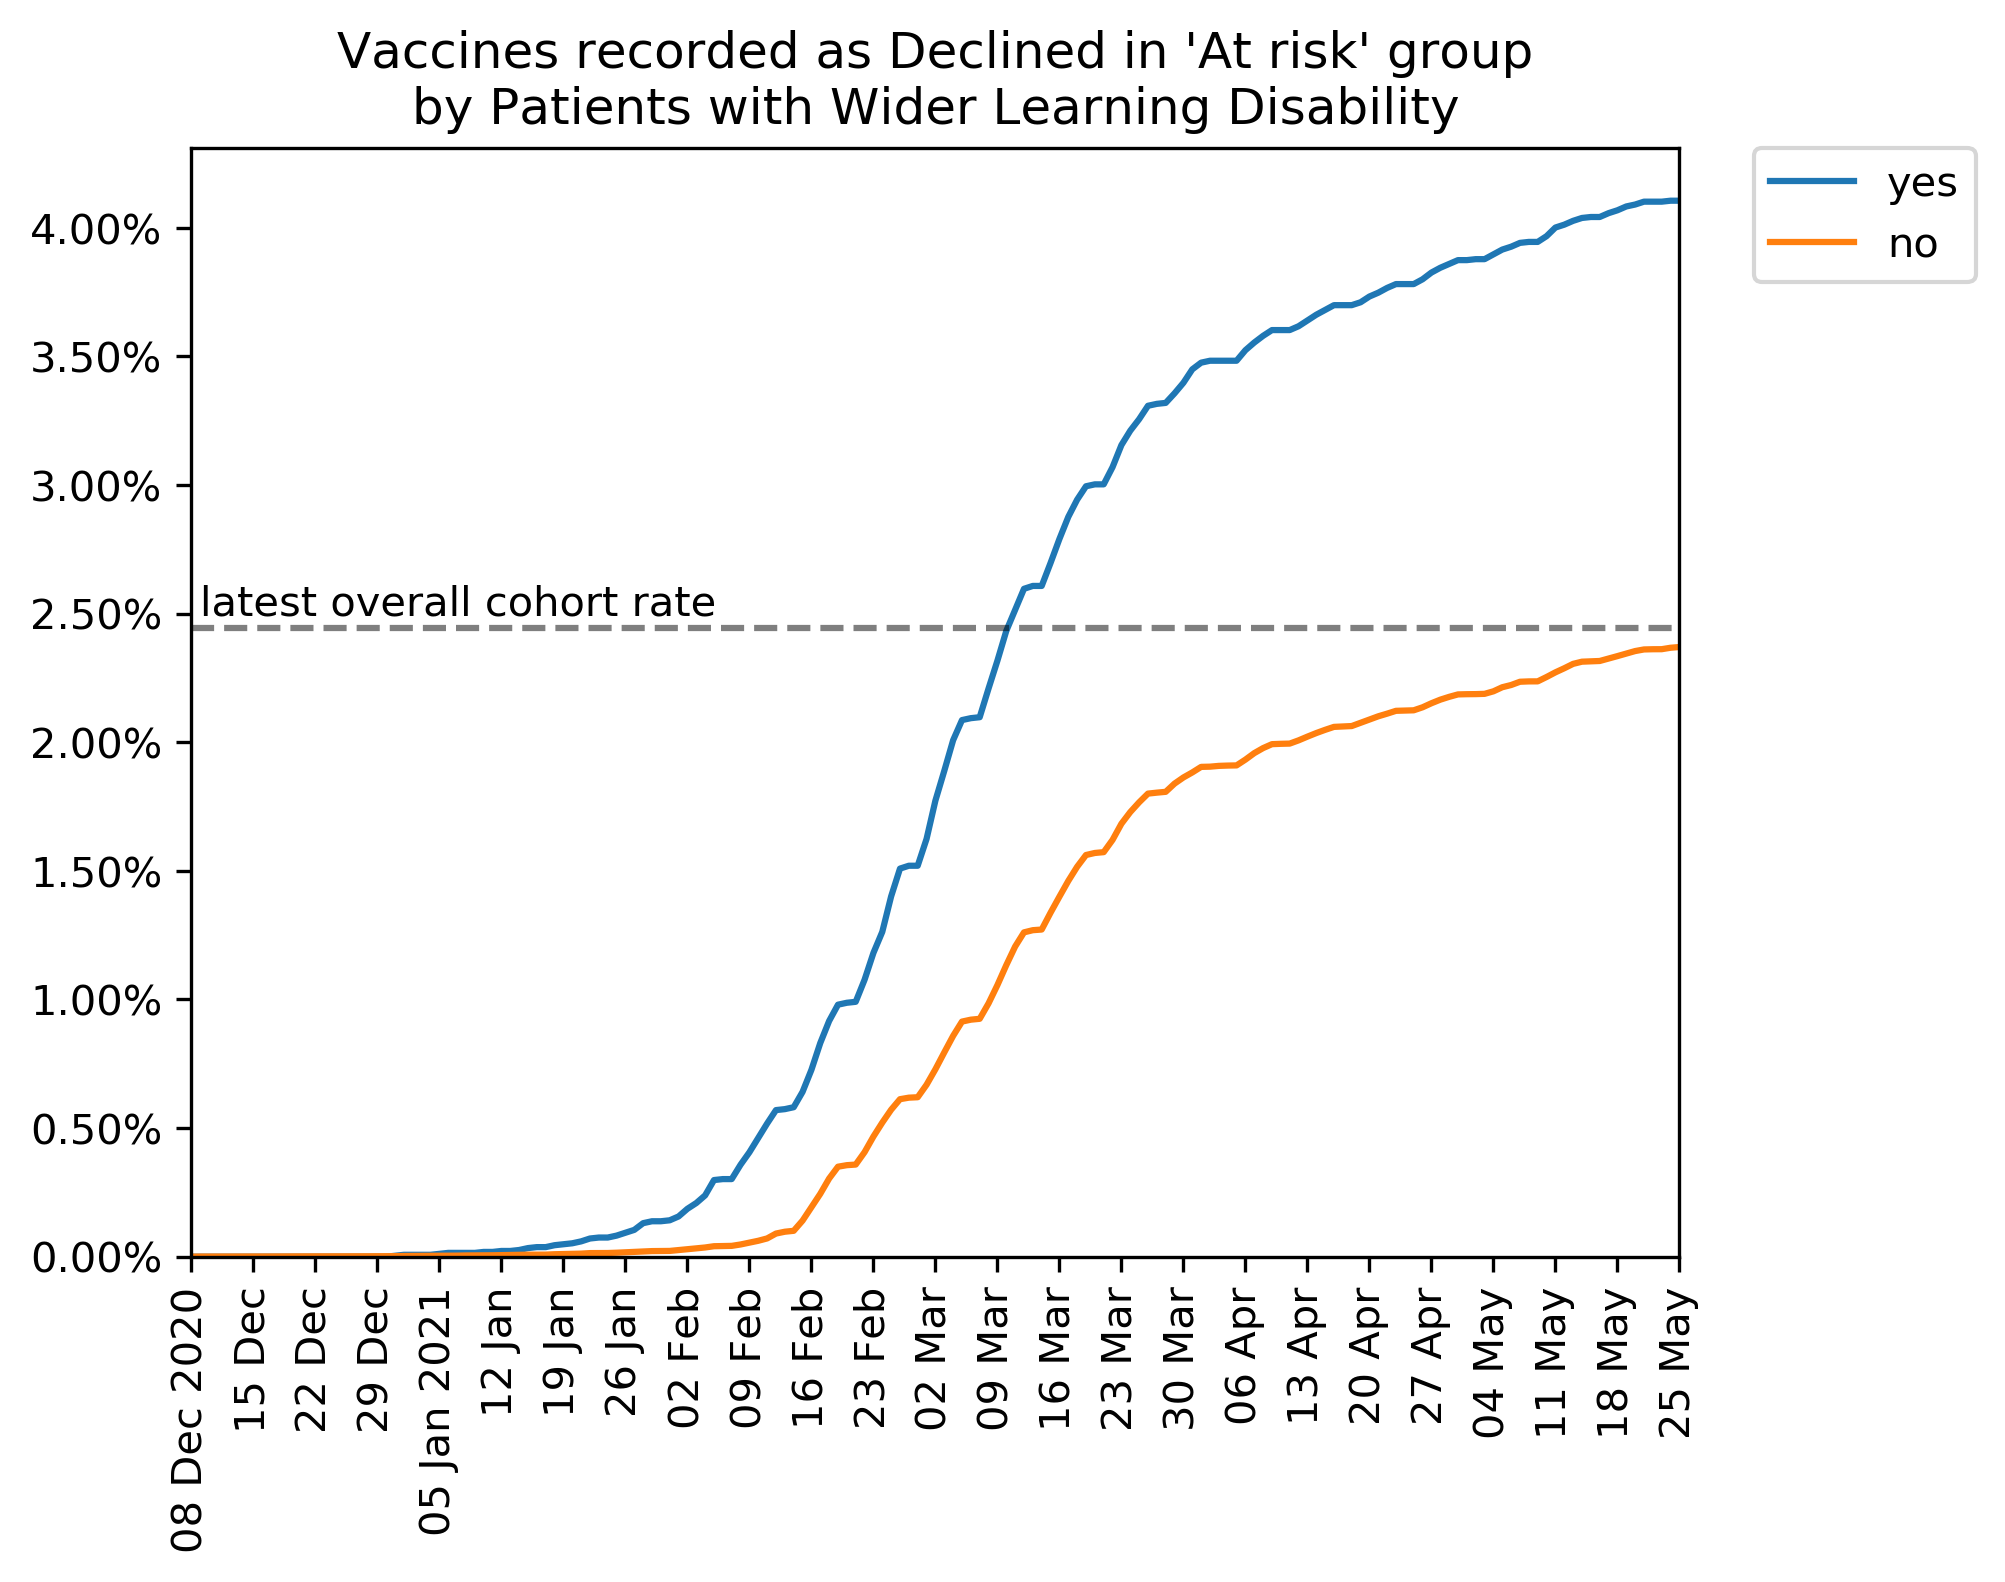 Vaccines recorded as Declined in 'At risk' group
by Patients with Wider Learning Disability
yes
no
4.00%
3.50%
3.00%
2.50%
2.00%
1.50%
1.00%
0.50%
0.00%
latest overall cohort rate
08 Dec 2020
15 Dec
22 Dec
29 Dec
05 Jan 2021
12 Jan
19 Jan
26 Jan
02 Feb
09 Feb
16 Feb
23 Feb
02 Mar
09 Mar
16 Mar
23 Mar
30 Mar
06 Apr
13 Apr
20 Apr
27 Apr
04 May
11 May
18 May
25 May